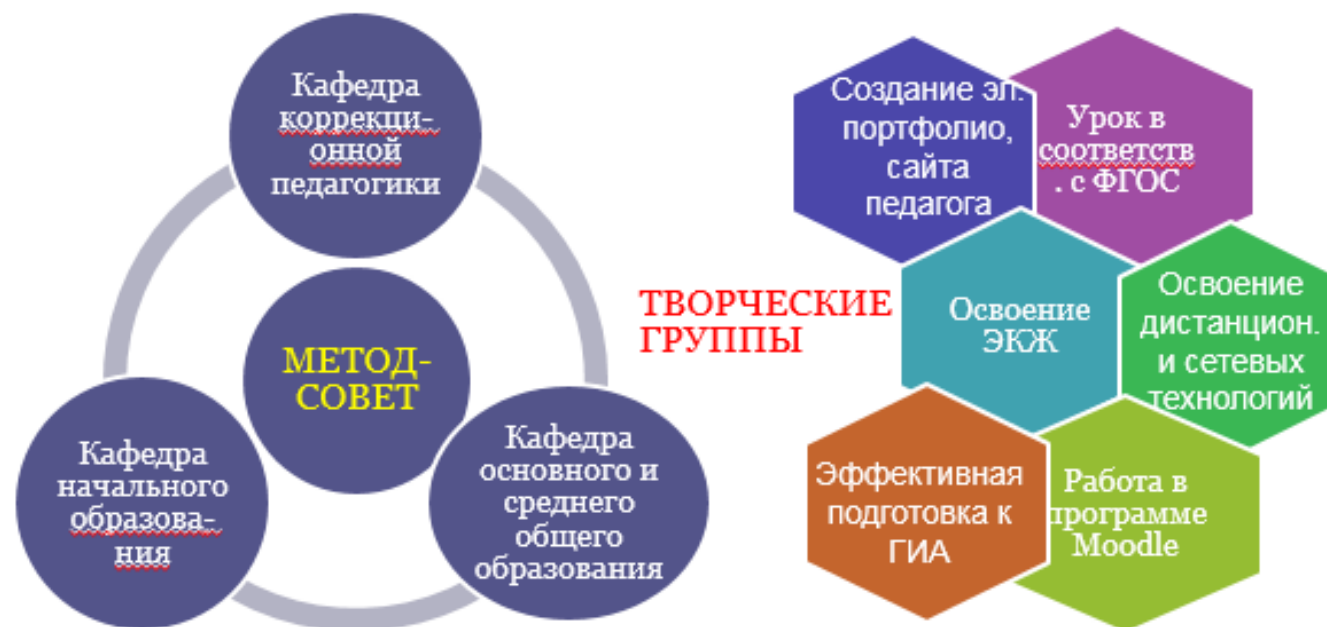 Кафедра
коррекци-
онной
педагогики
МЕТОД-
СОВЕТ
Кафедра
начального
образова-
ния
Кафедра
основного и
среднего
общего
образования
ТВОРЧЕСКИЕ
ГРУППЫ
Создание эл.
портфолио,
сайта
педагога
Урок в
соответств
. с ФГОС
Освоение
ЭКЖ
Освоение
дистанцион.
и сетевых
технологий
Эффективная
подготовка к
ГИА
Работа в
программе
Moodle